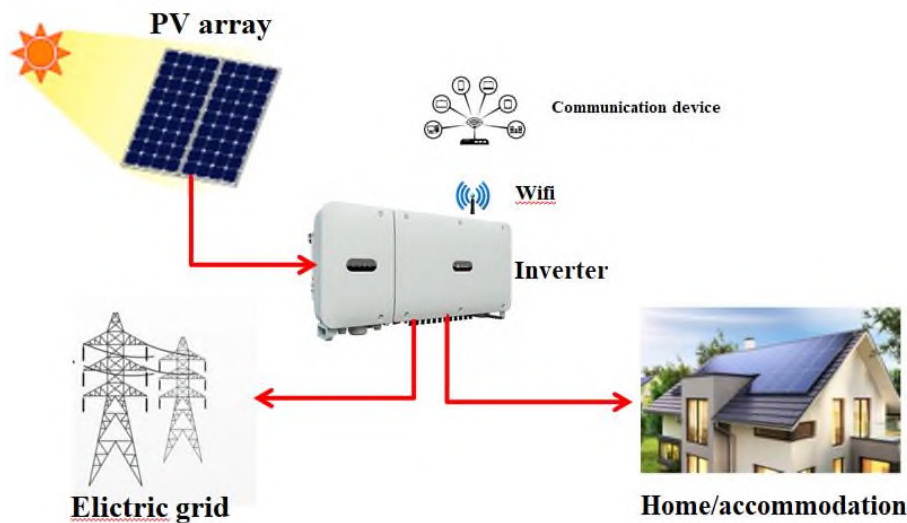 PV array
Communication device
Wifi
Inverter
Elictric grid
Home/accommodation